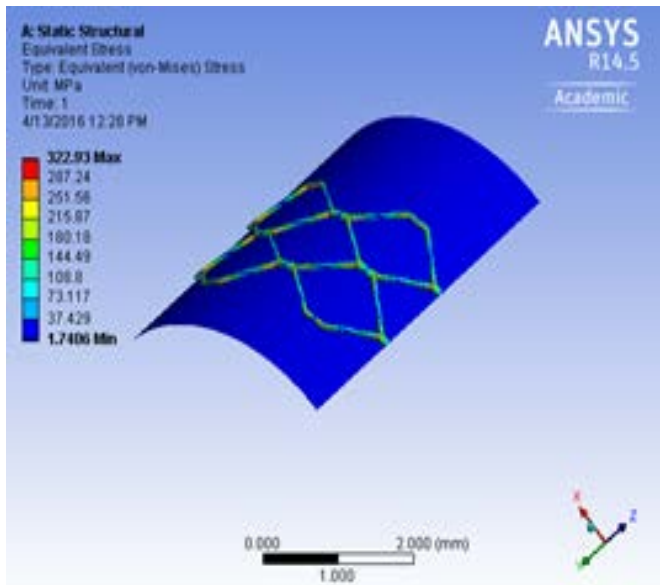 A: Static Structural
Equivalent Stress
Type: Equivalent (von-Mises) Stress
Unit: MPa
Time: 1
4/13/2016 12:20 PM
ANSYS
R14.5
Academic
322.93 Max
287.24
251.56
215.87
180.18
144.49
108.8
73.117
37.429
1.7406 Min
0.000
2.000 (mm)
1.000
X
Z
Y